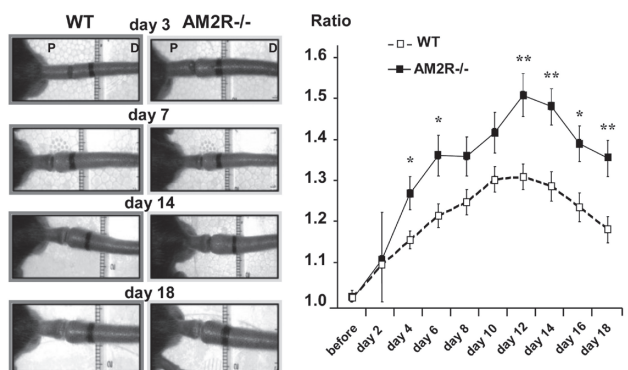 WT day 3 AM2R-/-
P D P D
day 7
day 14
day 18
Ratio
WT
AM2R-/-
1.6
1.5
1.4
1.3
1.2
1.1
1.0
* * ** ** * **
before day 2 day 4 day 6 day 8 day 10 day 12 day 14 day 16 day 18